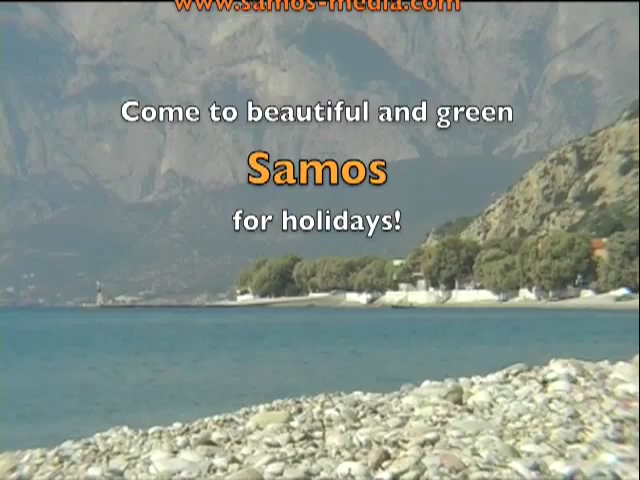 www.samos-media.com
Come to beautiful and green
Samos
for holidays!